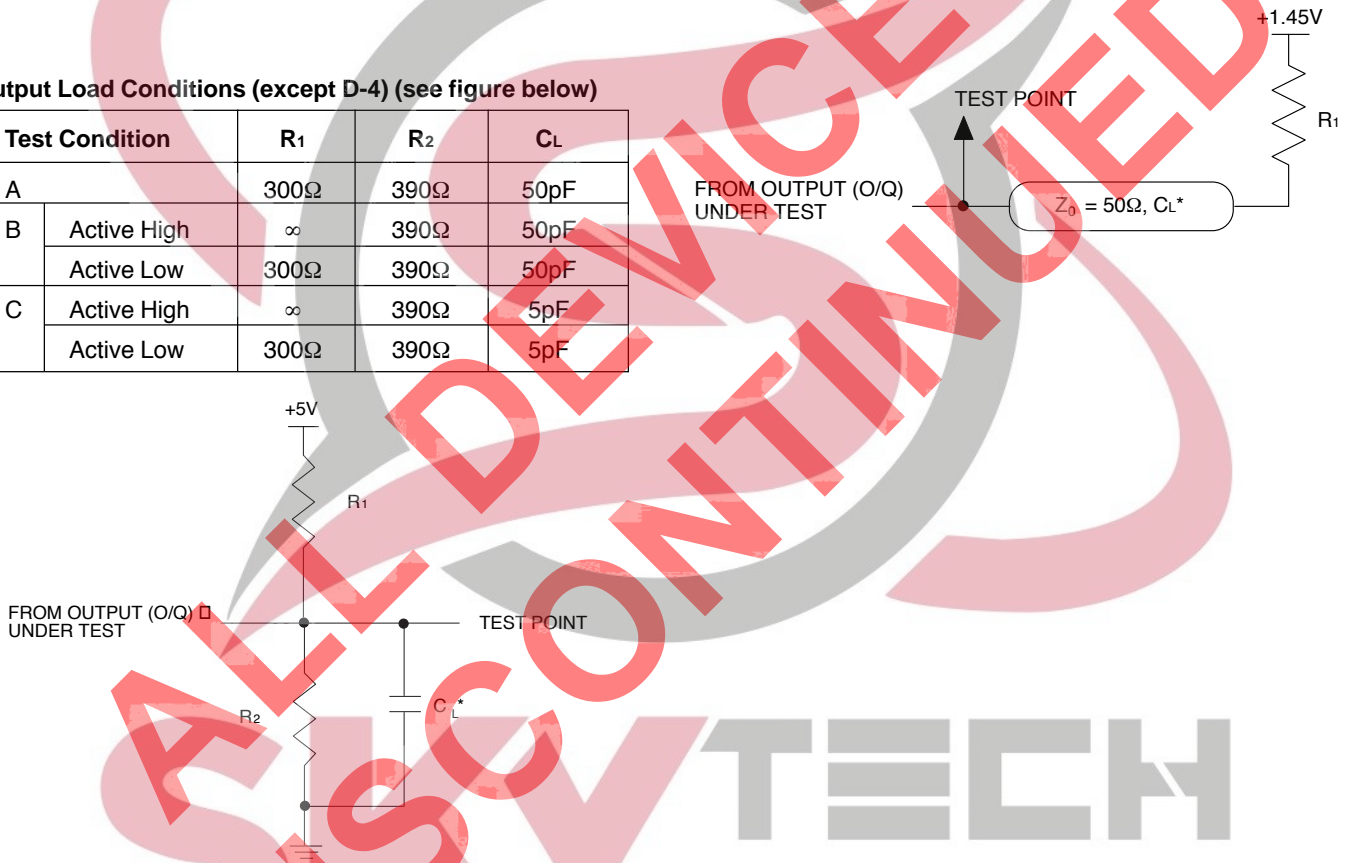 utput Load Conditions (except D-4) (see figure below)
Test Condition R1 R2 CL
A 300Ω 390Ω 50pF
B Active High ∞ 390Ω 50pF
Active Low 300Ω 390Ω 50pF
C Active High ∞ 390Ω 5pF
Active Low 300Ω 390Ω 5pF
+1.45V
TEST POINT
R1
FROM OUTPUT (O/Q)
UNDER TEST
Z0 = 50Ω, CL*
+5V
R1
FROM OUTPUT (O/Q)
UNDER TEST
TEST POINT
R2
CL*
ALL DEVICE
ISCONTINUED
TECH